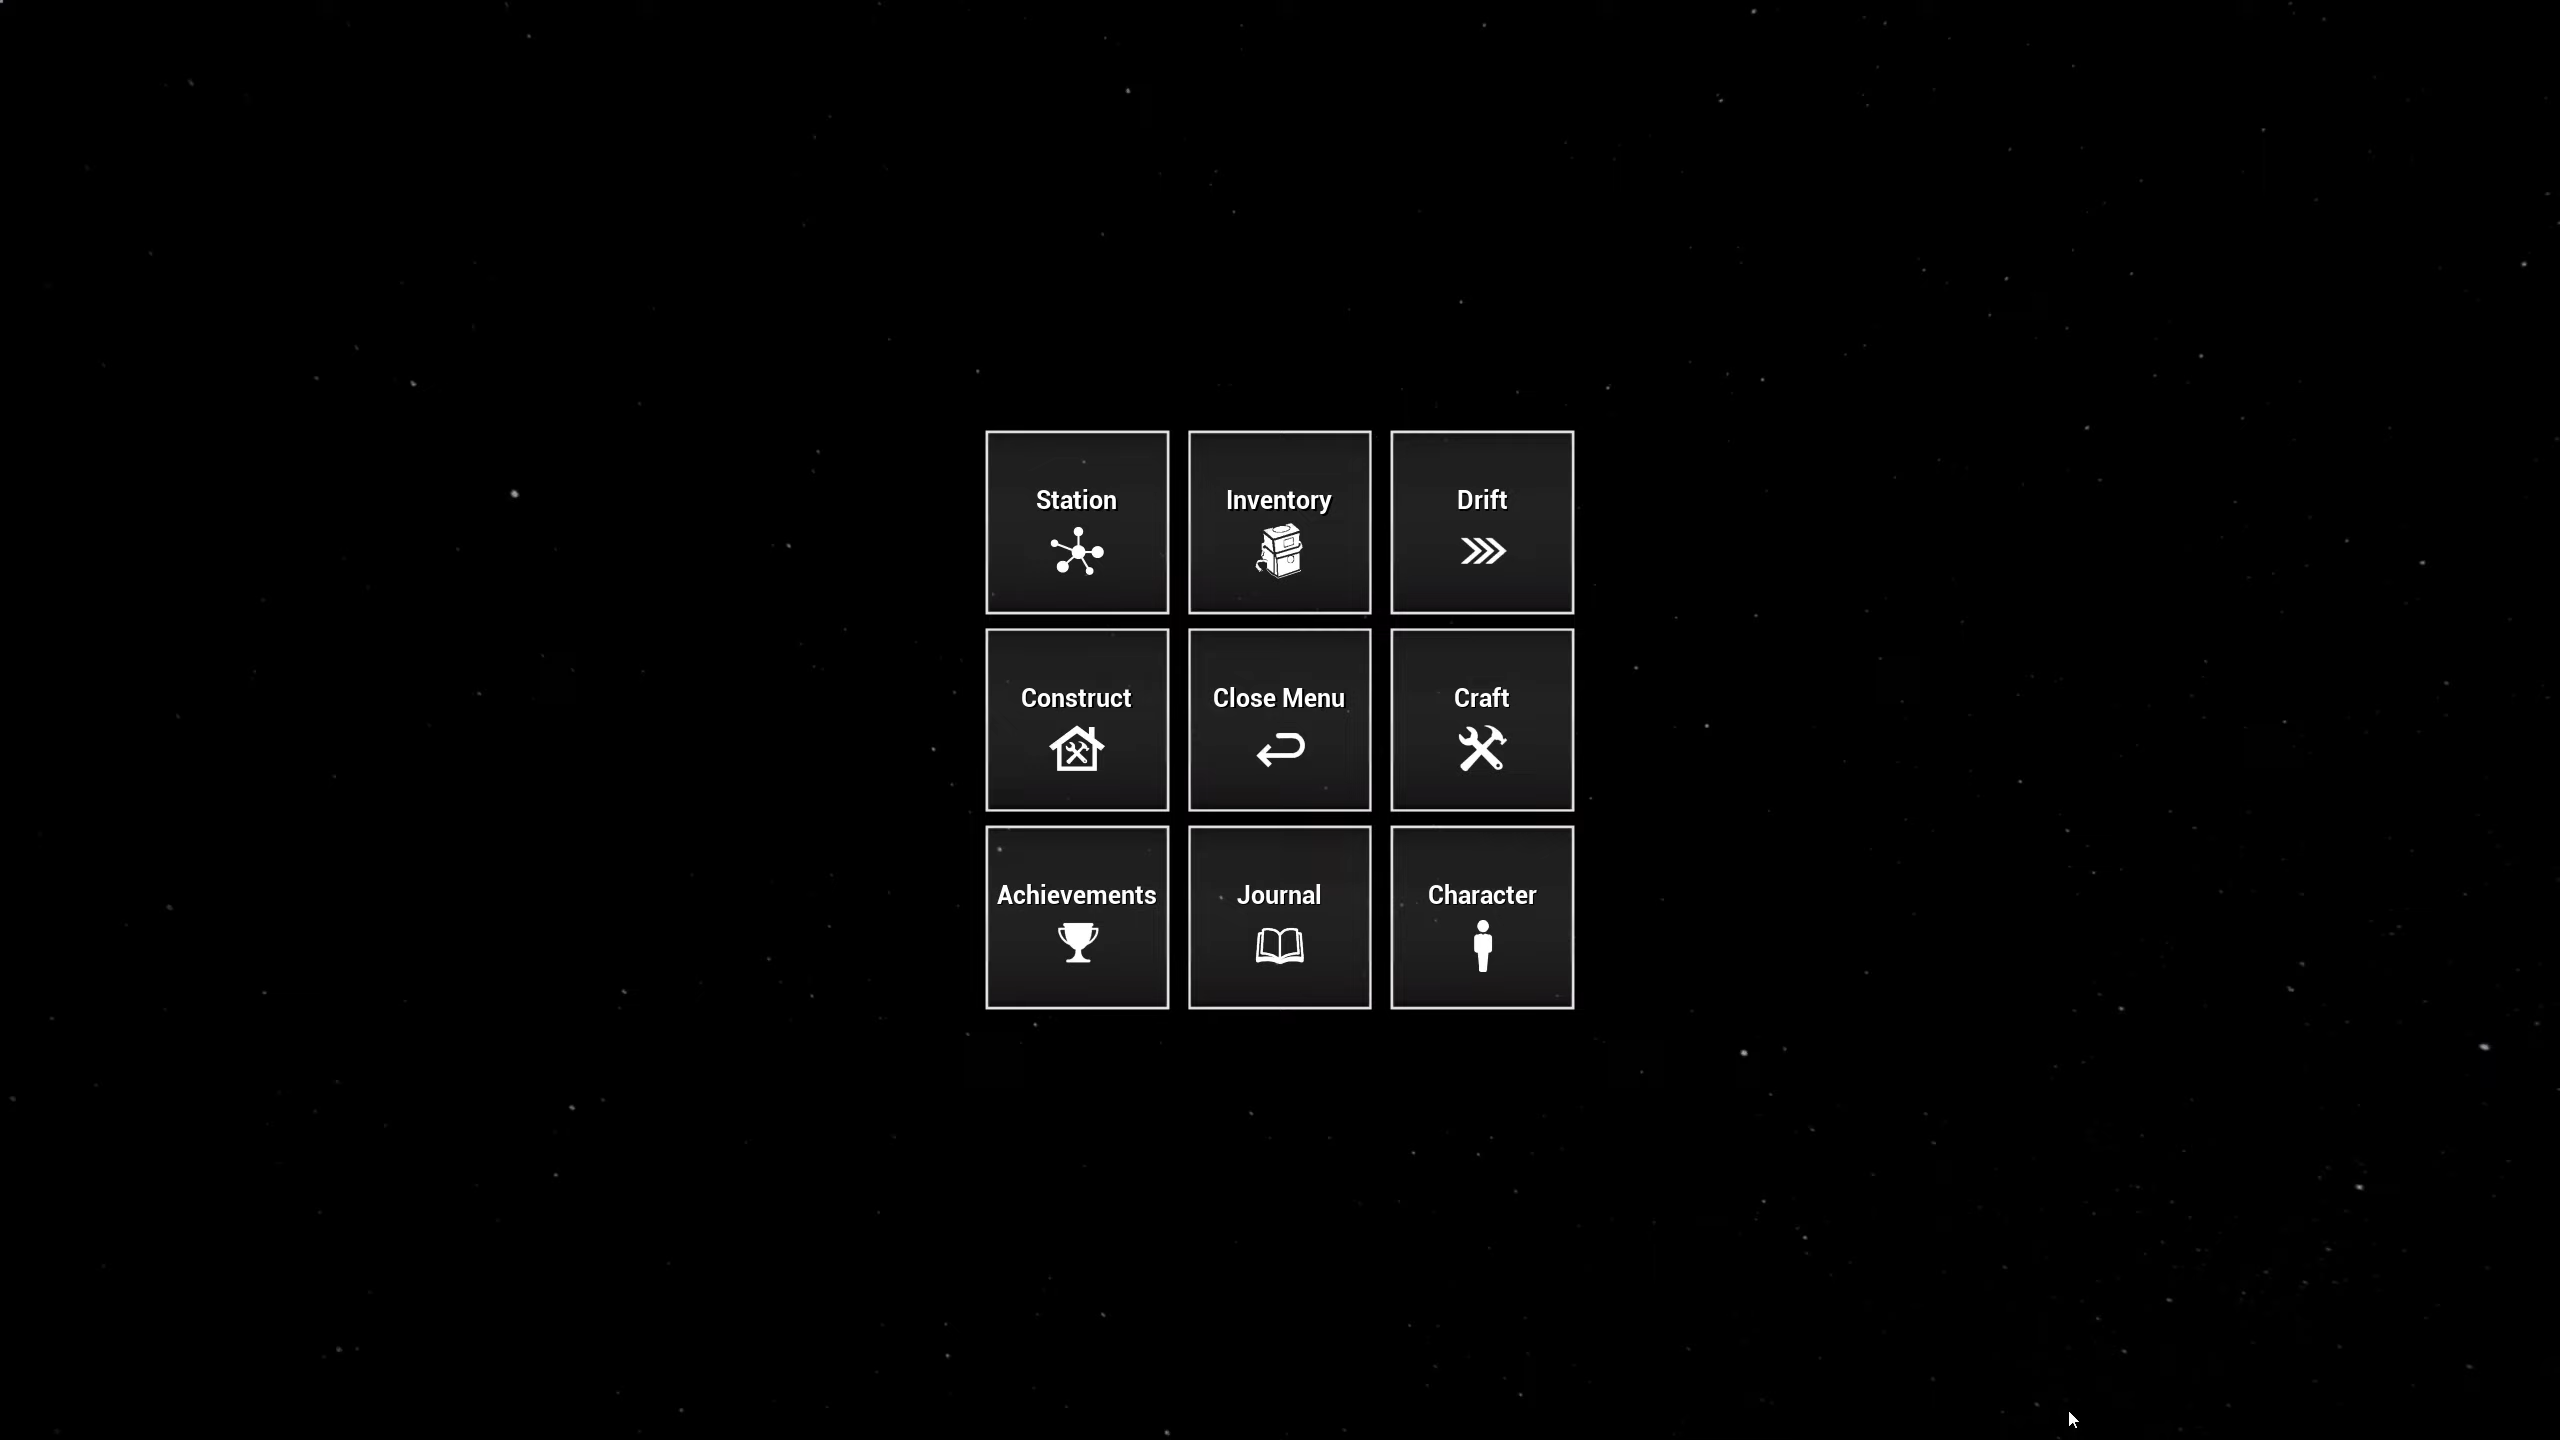 Station
Inventory
Drift
Construct
Close Menu
Craft
Achievements
Journal
Character